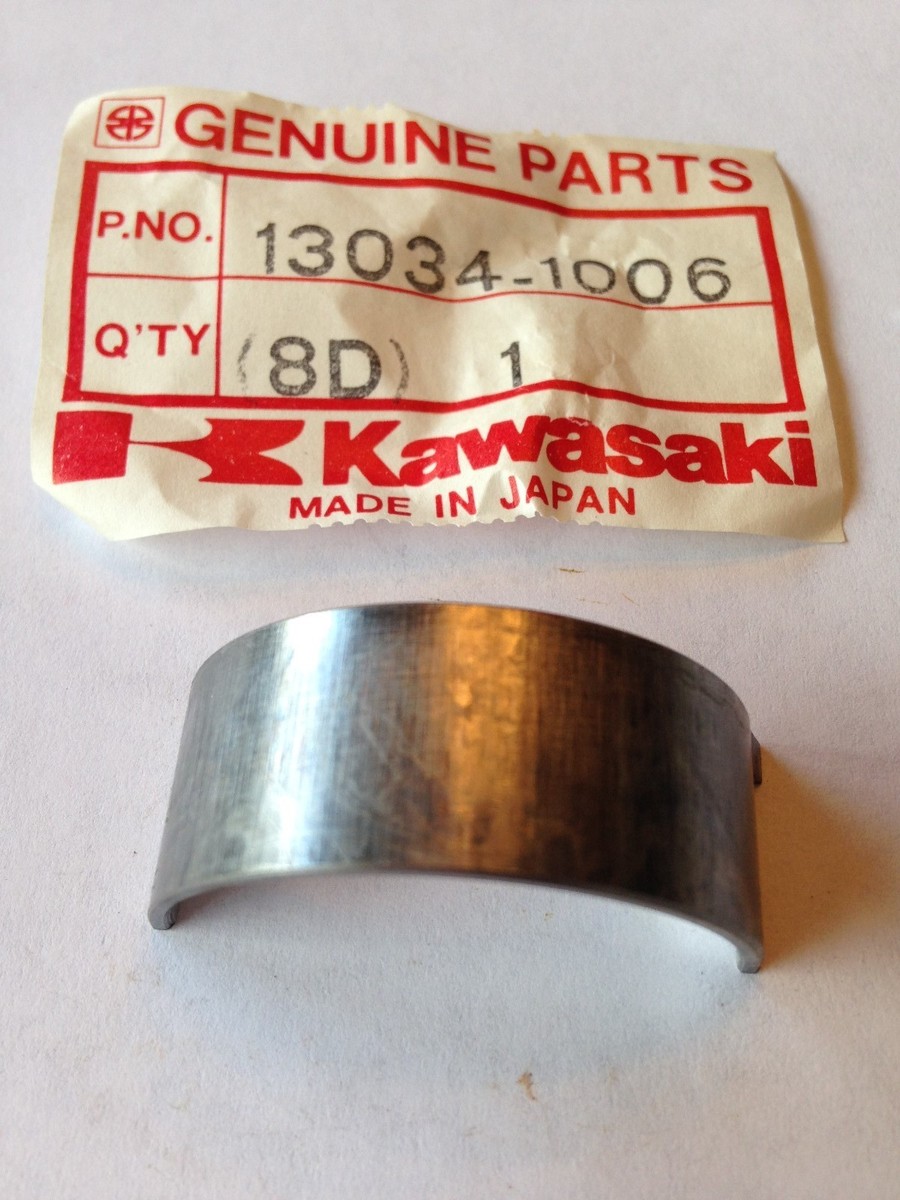 GENUINE PARTS
P.NO. 13034-1006
Q'TY (8D) 1
Kawasaki
MADE IN JAPAN